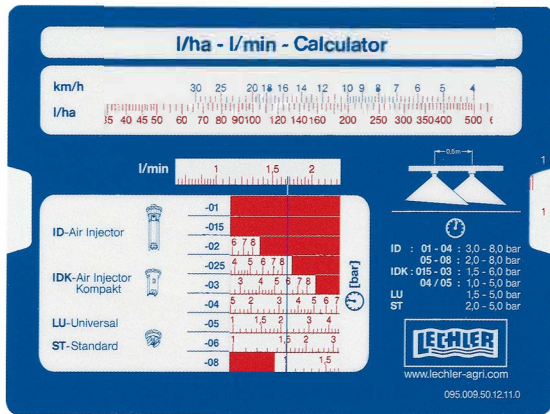 l/ha - l/min - Calculator
km/h 30 25 20 18 16 14 12 10 9 8 7 6 5 4
l/ha 35 40 45 50 60 70 80 90 100 120 140 160 200 250 300 350 400 500 6
l/min 1 1,5 2
0,5m
1
1
-01
-015
ID-Air Injector
-02 6 7 8
-025 4 5 6 7 8
IDK-Air Injector
Kompakt
-03 3 4 5 6 7 8
-04 2 3 4 5 6 7
[bar]
LU-Universal
-05 1 1,5 2 3 4
ST-Standard
-06 1 1,5 2 3
-08 1 1,5
ID : 01 - 04 : 3,0 - 8,0 bar
05 - 08 : 2,0 - 8,0 bar
IDK : 015 - 03 : 1,5 - 6,0 bar
04 / 05 : 1,0 - 5,0 bar
LU 1,5 - 5,0 bar
ST 2,0 - 5,0 bar
LECHLER
www.lechler-agri.com
095.009.50.12.11.0